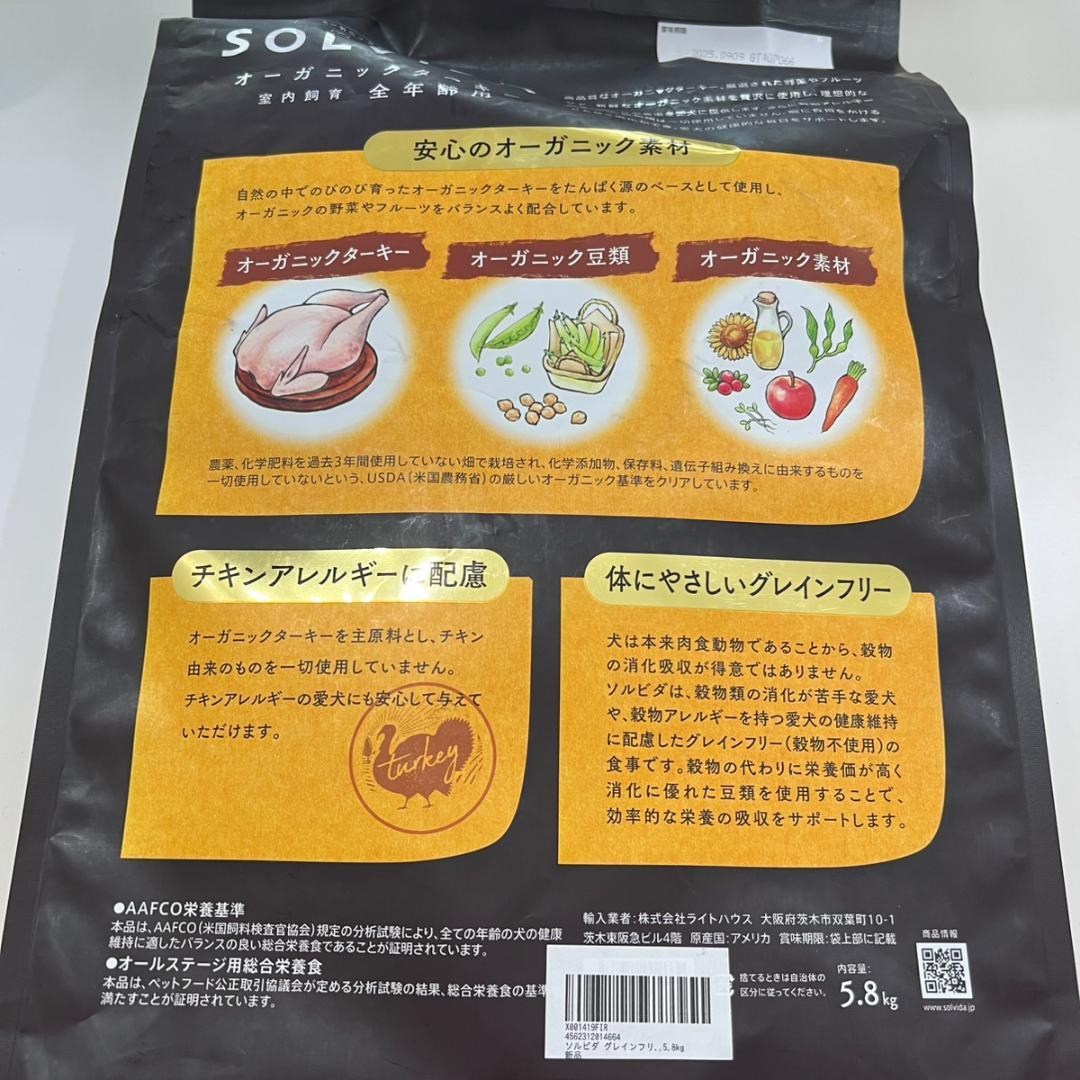 SOL
オーガニックター
室内飼育 全年齢用
賞味期限
2025.0909 GT407066
新鮮なオーガニック素材を贅沢に使用し、理想的な
安心のオーガニック素材
自然の中でのびのび育ったオーガニックターキーをたんぱく源のベースとして使用し、
オーガニックの野菜やフルーツをバランスよく配合しています。
オーガニックターキー
オーガニック豆類
オーガニック素材
農薬、化学肥料を過去3年間使用していない畑で栽培され、化学添加物、保存料、遺伝子組み換えに由来するものを
一切使用していないという、USDA(米国農務省)の厳しいオーガニック基準をクリアしています。
チキンアレルギーに配慮
オーガニックターキーを主原料とし、チキン
由来のものを一切使用していません。
チキンアレルギーの愛犬にも安心して与えて
いただけます。
turkey
体にやさしいグレインフリー
犬は本来肉食動物であることから、穀物
の消化吸収が得意ではありません。
ソルビダは、穀物類の消化が苦手な愛犬
や、穀物アレルギーを持つ愛犬の健康維持
に配慮したグレインフリー(穀物不使用)の
食事です。穀物の代わりに栄養価が高く
消化に優れた豆類を使用することで、
効率的な栄養の吸収をサポートします。
●AAFCO栄養基準
本品は、AAFCO(米国飼料検査官協会)規定の分析試験により、全ての年齢の犬の健康
維持に適したバランスの良い総合栄養食であることが証明されています。
●オールステージ用総合栄養食
本品は、ペットフード公正取引協議会が定める分析試験の結果、総合栄養食の基準
満たすことが証明されています。
輸入業者:株式会社ライトハウス 大阪府茨木市双葉町10-1
茨木東阪急ビル4階 原産国:アメリカ 賞味期限:袋上部に記載
捨てるときは自治体の
区分に従ってください。
内容量:
5.8kg
商品情報
www.solvida.jp
X001419FIR
4562312014664
ソルビダ グレインフリ,,5.8kg
新品